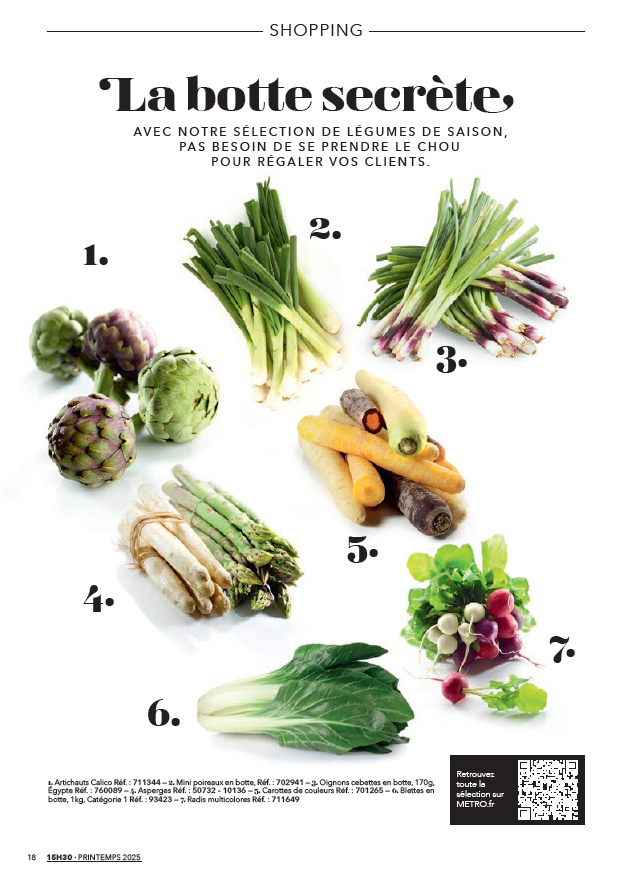 SHOPPING
La botte secrète
AVEC NOTRE SÉLECTION DE LÉGUMES DE SAISON,
PAS BESOIN DE SE PRENDRE LE CHOU
POUR RÉGALER VOS CLIENTS.
1.
2.
3.
4.
5.
6.
7.
1. Artichauts Calico Réf. : 711344 – 2. Mini poireaux en botte, Réf. : 702941 – 3. Oignons cebettes en botte, 170g,
Égypte Réf. : 760089 – 4. Asperges Réf. : 50732 - 10136 – 5. Carottes de couleurs Réf. : 701265 – 6. Blettes en
botte, 1kg, Catégorie 1 Réf. : 93423 – 7. Radis multicolores Réf. : 711649
Retrouvez
toute la
sélection sur
METRO.fr
18 15H30 · PRINTEMPS 2025